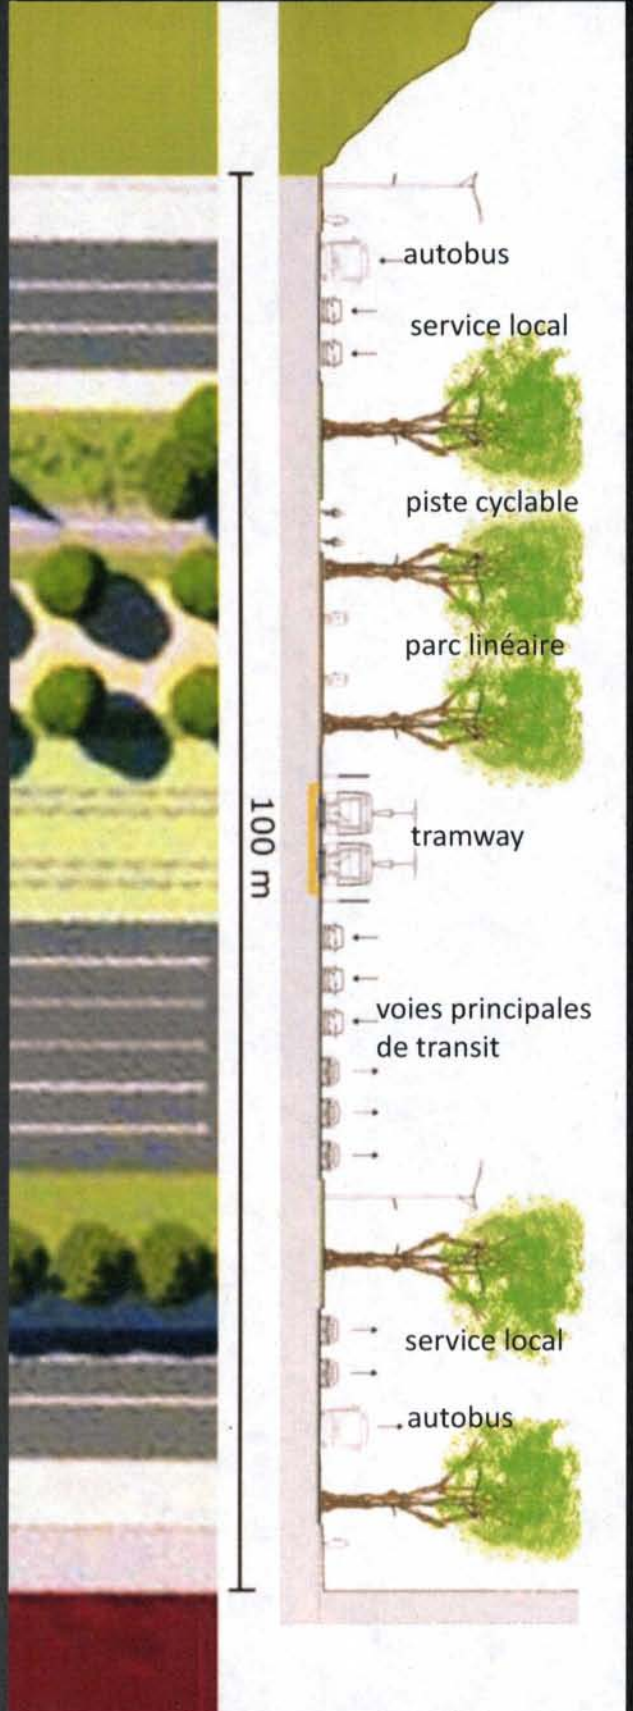 autobus
service local
piste cyclable
parc linéaire
100 m
tramway
voies principales
de transit
service local
autobus